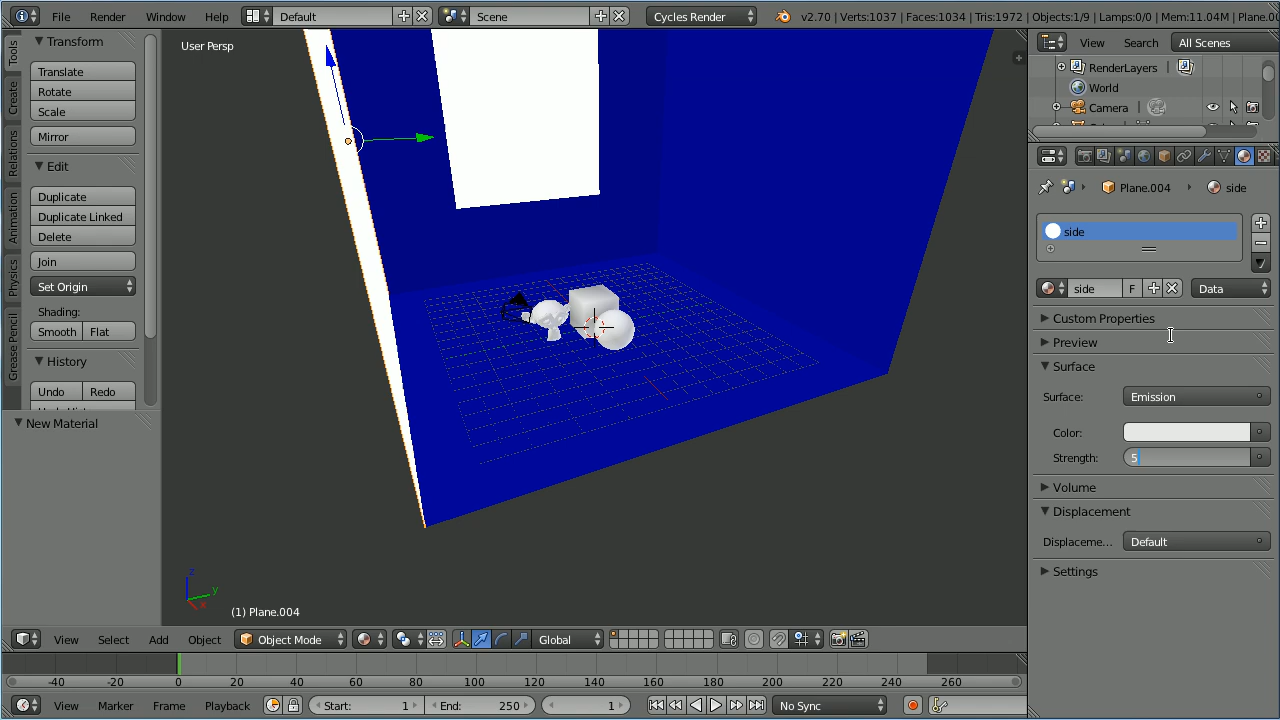 File Render Window Help Default Scene Cycles Render v2.70 | Verts:1037 | Faces:1034 | Tris:1972 | Objects:1/9 | Lamps:0/0 | Mem:11.04M | Plane.00
Tools
Create
Relations
Animation
Physics
Grease Pencil
Transform
Translate
Rotate
Scale
Mirror
Edit
Duplicate
Duplicate Linked
Delete
Join
Set Origin
Shading:
Smooth Flat
History
Undo Redo
New Material
User Persp
z
y
x
(1) Plane.004
View Select Add Object Object Mode Global
-40 -20 0 20 40 60 80 100 120 140 160 180 200 220 240 260
View Marker Frame Playback Start: 1 End: 250 1 No Sync
View Search All Scenes
RenderLayers
World
Camera
Plane.004 side
side
side F Data
Custom Properties
Preview
Surface
Surface: Emission
Color:
Strength: 5
Volume
Displacement
Displaceme... Default
Settings